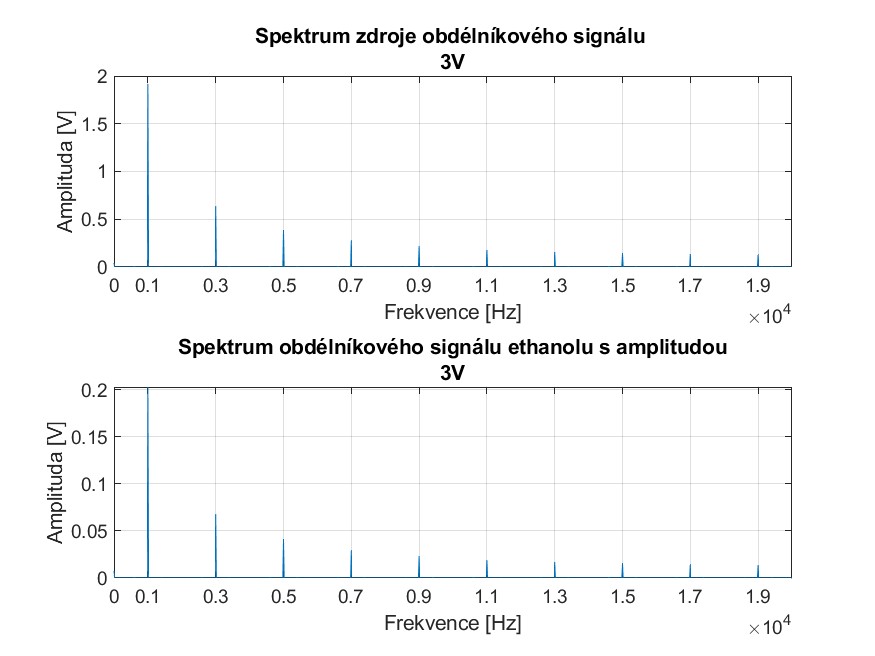 Spektrum zdroje obdélníkového signálu
3V
Amplituda [V]
2
1.5
1
0.5
0
0 0.1 0.3 0.5 0.7 0.9 1.1 1.3 1.5 1.7 1.9
Frekvence [Hz]
×10⁴
Spektrum obdélníkového signálu ethanolu s amplitudou
3V
Amplituda [V]
0.2
0.15
0.1
0.05
0
0 0.1 0.3 0.5 0.7 0.9 1.1 1.3 1.5 1.7 1.9
Frekvence [Hz]
×10⁴